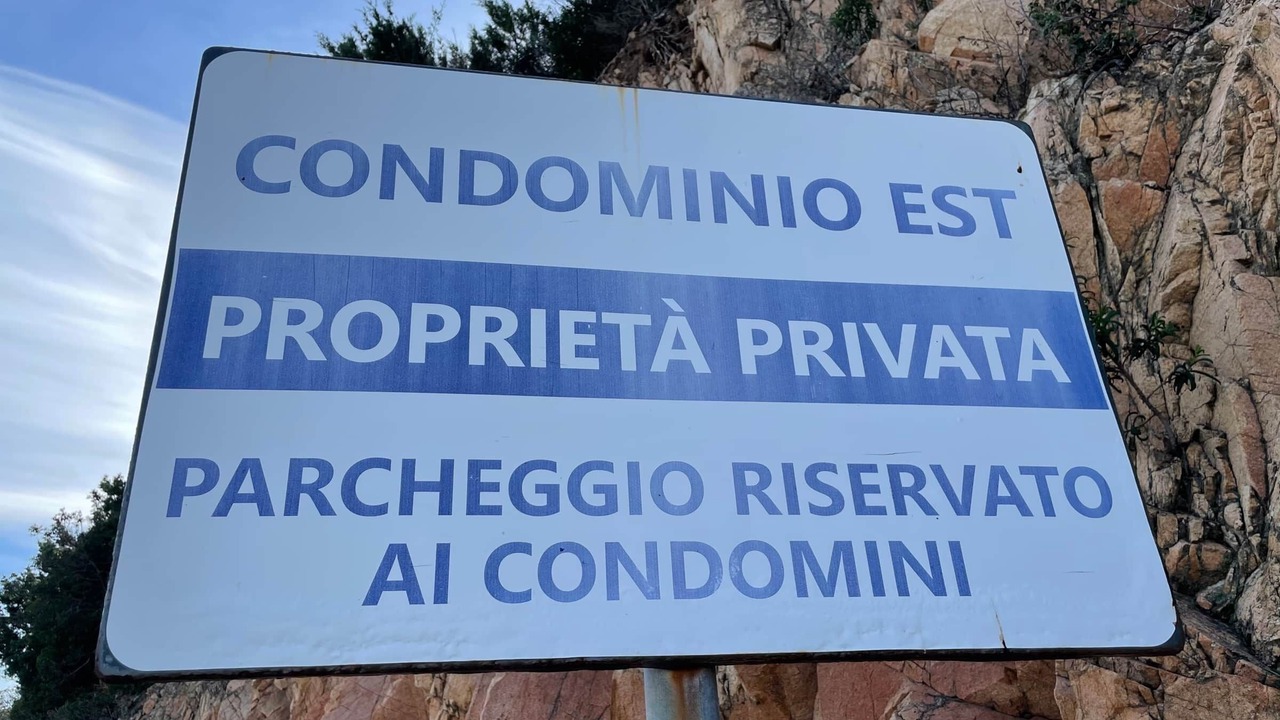 CONDOMINIO EST
PROPRIETÀ PRIVATA
PARCHEGGIO RISERVATO
AI CONDOMINI